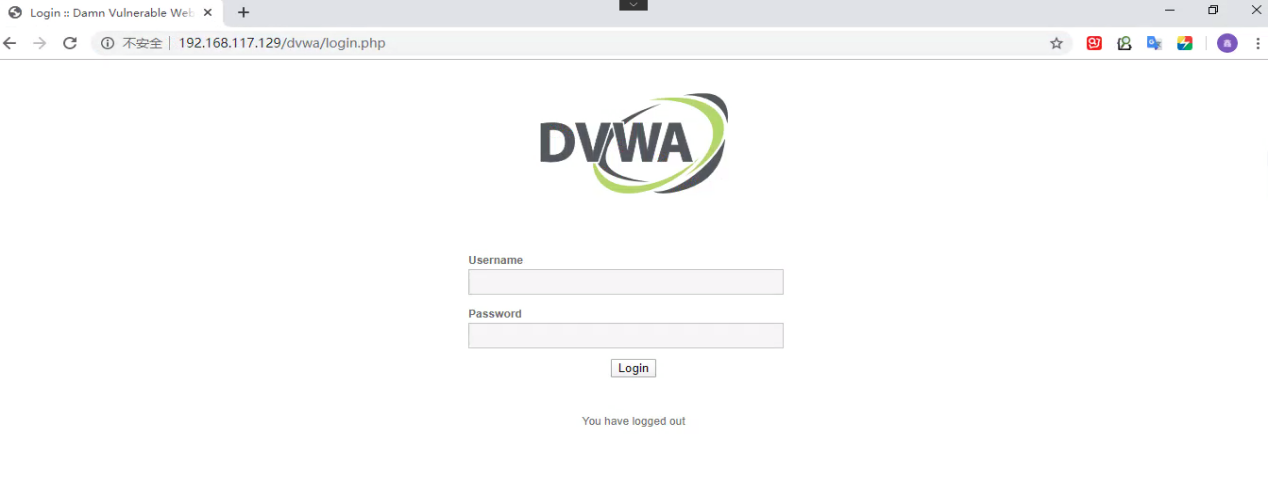 Login :: Damn Vulnerable Web
不安全 | 192.168.117.129/dvwa/login.php
DVWA
Username
Password
Login
You have logged out